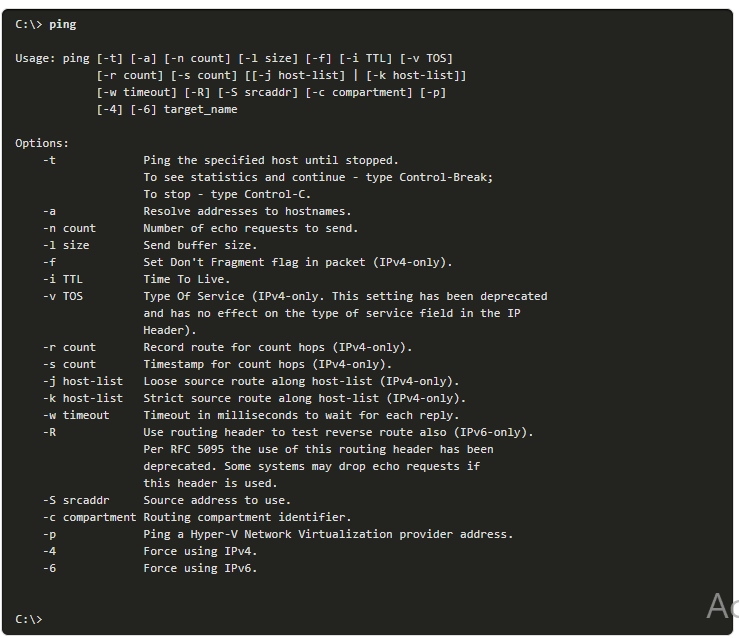 C:\> ping
Usage: ping [-t] [-a] [-n count] [-l size] [-f] [-i TTL] [-v TOS]
[-r count] [-s count] [[-j host-list] | [-k host-list]]
[-w timeout] [-R] [-S srcaddr] [-c compartment] [-p]
[-4] [-6] target_name
Options:
-t Ping the specified host until stopped.
To see statistics and continue - type Control-Break;
To stop - type Control-C.
-a Resolve addresses to hostnames.
-n count Number of echo requests to send.
-l size Send buffer size.
-f Set Don't Fragment flag in packet (IPv4-only).
-i TTL Time To Live.
-v TOS Type Of Service (IPv4-only. This setting has been deprecated
and has no effect on the type of service field in the IP
Header).
-r count Record route for count hops (IPv4-only).
-s count Timestamp for count hops (IPv4-only).
-j host-list Loose source route along host-list (IPv4-only).
-k host-list Strict source route along host-list (IPv4-only).
-w timeout Timeout in milliseconds to wait for each reply.
-R Use routing header to test reverse route also (IPv6-only).
Per RFC 5095 the use of this routing header has been
deprecated. Some systems may drop echo requests if
this header is used.
-S srcaddr Source address to use.
-c compartment Routing compartment identifier.
-p Ping a Hyper-V Network Virtualization provider address.
-4 Force using IPv4.
-6 Force using IPv6.
C:\>